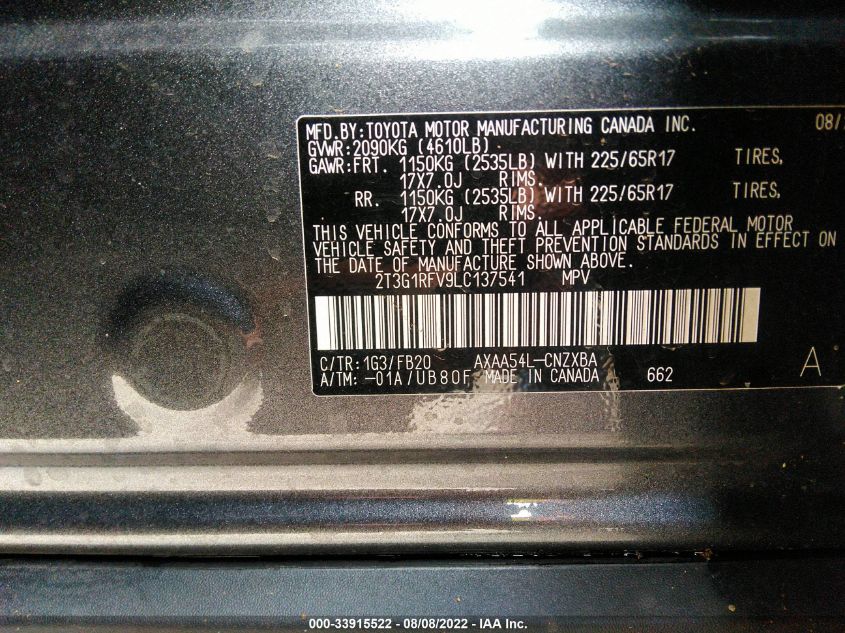 MFD.BY:TOYOTA MOTOR MANUFACTURING CANADA INC. 08/
GVWR:2090KG (4610LB)
GAWR:FRT. 1150KG (2535LB) WITH 225/65R17 TIRES,
17X7.0J RIMS.
RR. 1150KG (2535LB) WITH 225/65R17 TIRES,
17X7.0J RIMS.
THIS VEHICLE CONFORMS TO ALL APPLICABLE FEDERAL MOTOR
VEHICLE SAFETY AND THEFT PREVENTION STANDARDS IN EFFECT ON
THE DATE OF MANUFACTURE SHOWN ABOVE.
2T3G1RFV9LC137541 MPV
C/TR:1G3/FB20 AXAA54L-CNZXBA A
A/TM:-01A/UB80F MADE IN CANADA 662
000-33915522 - 08/08/2022 - IAA Inc.